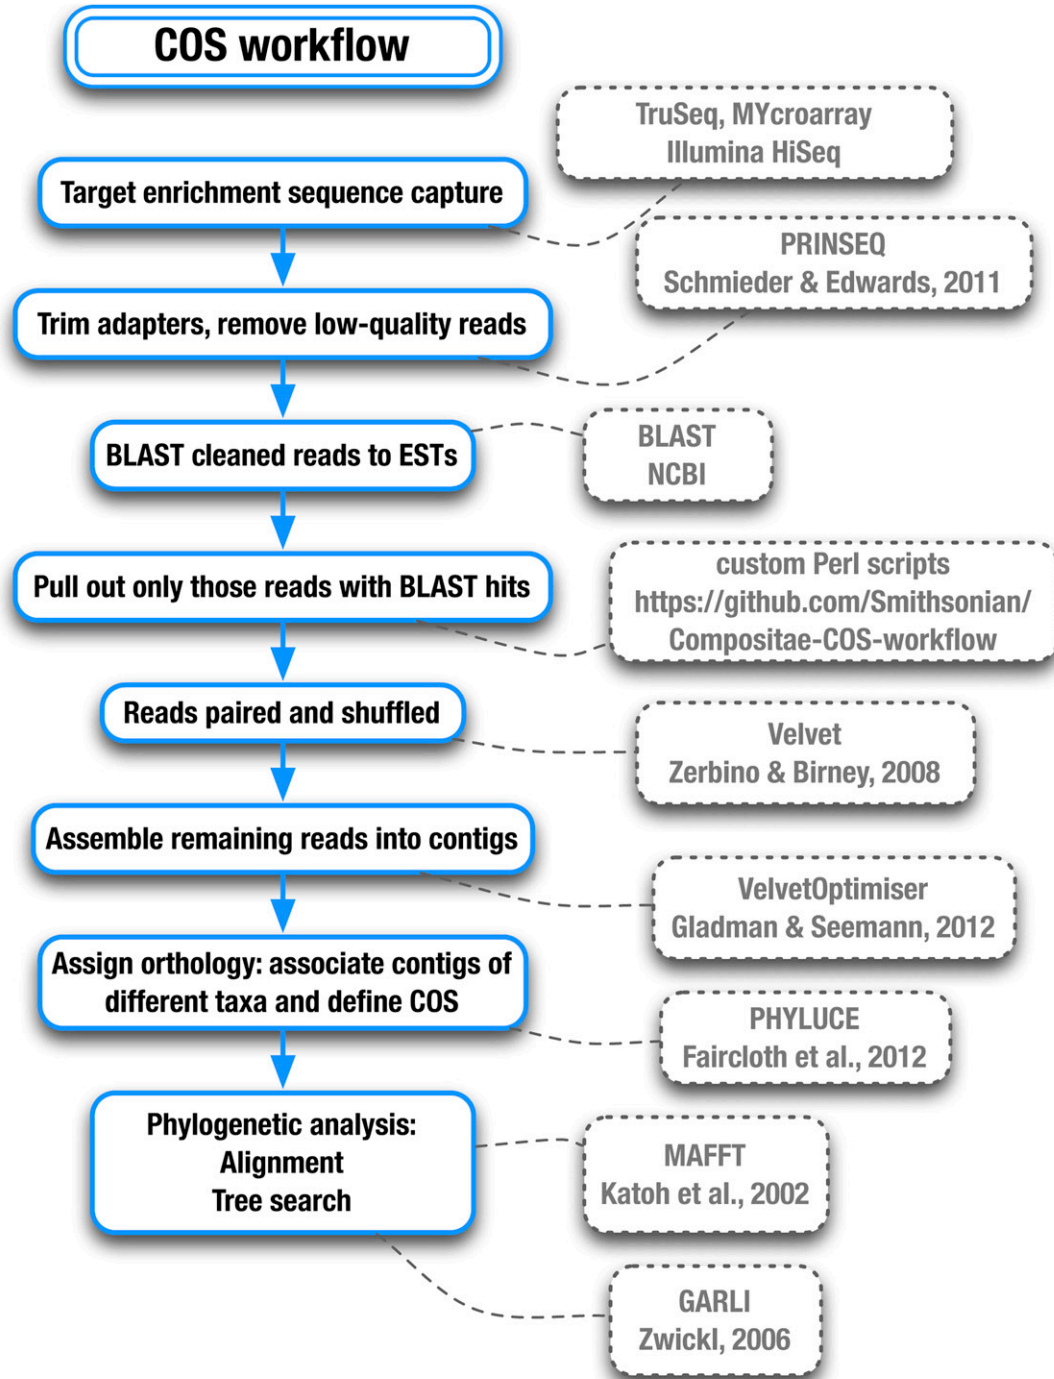 COS workflow
TruSeq, MYcroarray
Illumina HiSeq
Target enrichment sequence capture
PRINSEQ
Schmieder & Edwards, 2011
Trim adapters, remove low-quality reads
BLAST cleaned reads to ESTs
BLAST
NCBI
Pull out only those reads with BLAST hits
custom Perl scripts
https://github.com/Smithsonian/
Compositae-COS-workflow
Reads paired and shuffled
Velvet
Zerbino & Birney, 2008
Assemble remaining reads into contigs
VelvetOptimiser
Gladman & Seemann, 2012
Assign orthology: associate contigs of
different taxa and define COS
PHYLUCE
Faircloth et al., 2012
Phylogenetic analysis:
Alignment
Tree search
MAFFT
Katoh et al., 2002
GARLI
Zwickl, 2006